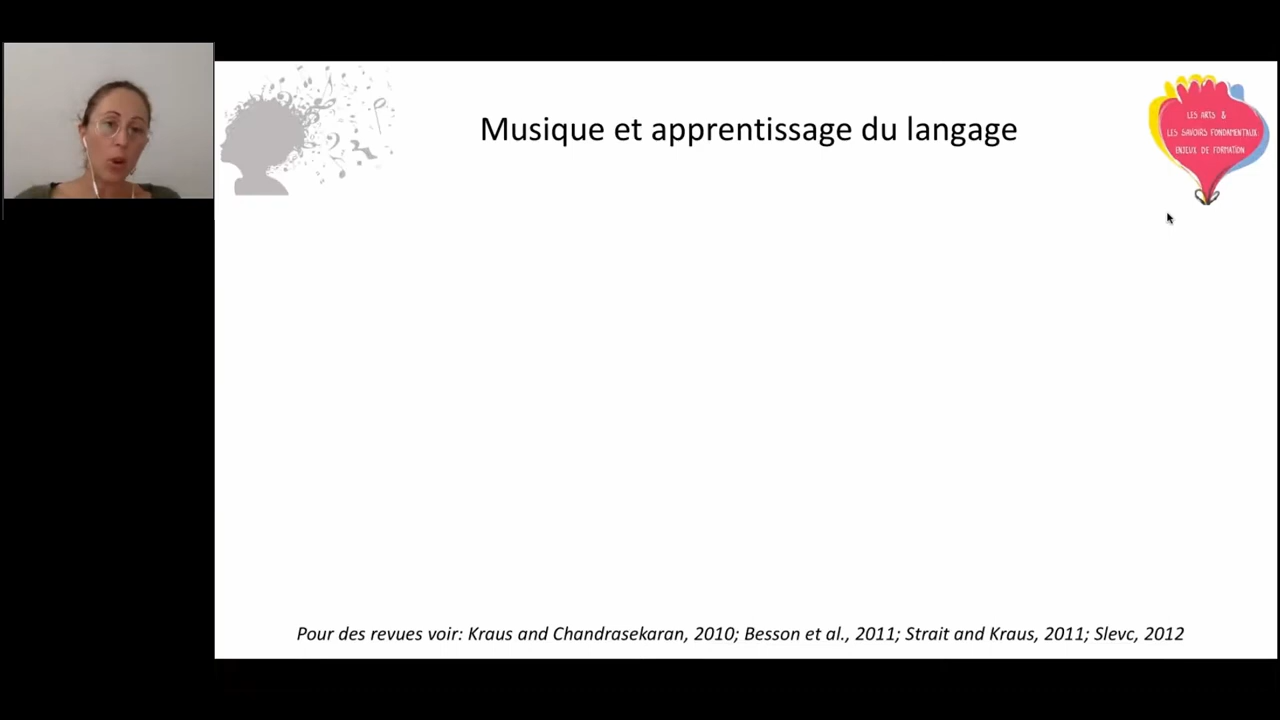 Musique et apprentissage du langage
LES ARTS &
LES SAVOIRS FONDAMENTAUX
ENJEUX DE FORMATION
Pour des revues voir: Kraus and Chandrasekaran, 2010; Besson et al., 2011; Strait and Kraus, 2011; Slevc, 2012